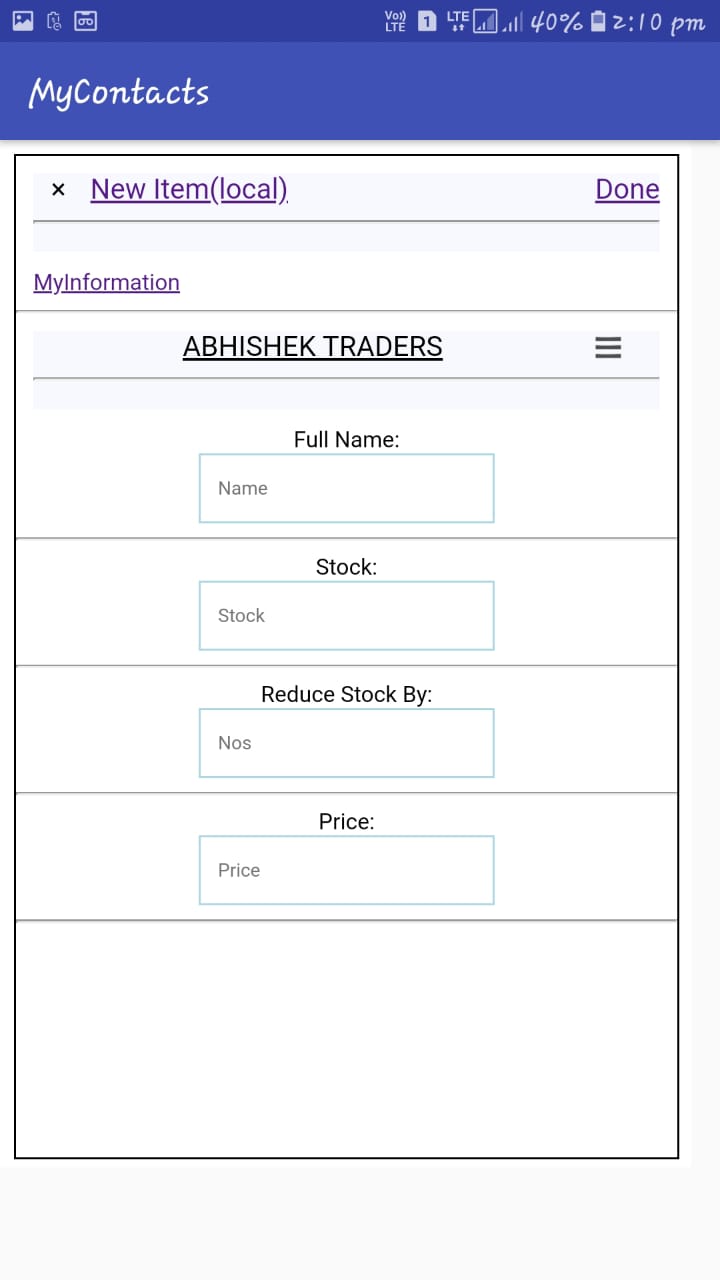 Vo)) LTE 1 LTE 40% 2:10 pm
MyContacts
× New Item(local) Done
MyInformation
ABHISHEK TRADERS
Full Name:
Name
Stock:
Stock
Reduce Stock By:
Nos
Price:
Price